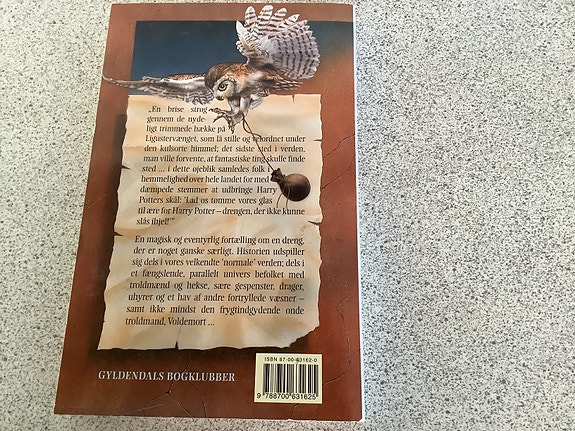 „En brise strøg
gennem de nyde-
ligt trimmede hække på
Ligustervænget, som lå stille og velordnet under
den kulsorte himmel; det sidste sted i verden,
man ville forvente, at fantastiske ting skulle finde
sted ... i dette øjeblik samledes folk i
hemmelighed over hele landet for med
dæmpede stemmer at udbringe Harry
Potters skål: 'Lad os tømme vores glas
til ære for Harry Potter – drengen, der ikke kunne
slås ihjel!'"
En magisk og eventyrlig fortælling om en dreng,
der er noget ganske særligt. Historien udspiller
sig dels i vores velkendte 'normale' verden; dels i
et fængslende, parallelt univers befolket med
troldmænd og hekse, sære gespenster, drager,
uhyrer og et hav af andre fortryllede væsner –
samt ikke mindst den frygtindgydende onde
troldmand, Voldemort ...
ISBN 87-00-63162-0
GYLDENDALS BOGKLUBBER
9 788700 631625